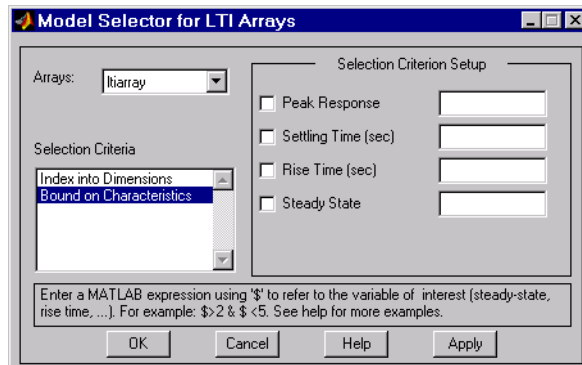 Model Selector for LTI Arrays
Arrays:
ltiarray
Selection Criteria
Index into Dimensions
Bound on Characteristics
Selection Criterion Setup
Peak Response
Settling Time (sec)
Rise Time (sec)
Steady State
Enter a MATLAB expression using '$' to refer to the variable of interest (steady-state,
rise time, ...). For example: $>2 & $ <5. See help for more examples.
OK
Cancel
Help
Apply